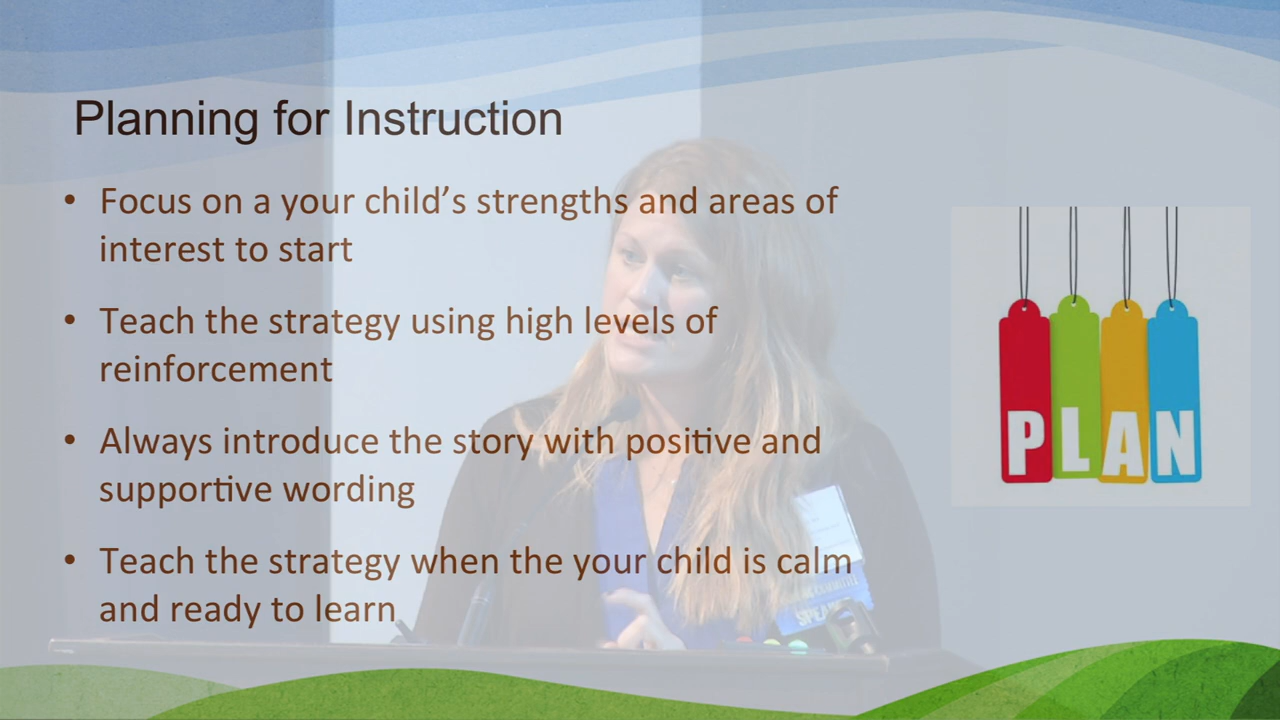 Planning for Instruction
• Focus on a your child’s strengths and areas of
interest to start
• Teach the strategy using high levels of
reinforcement
• Always introduce the story with positive and
supportive wording
• Teach the strategy when the your child is calm
and ready to learn
PLAN